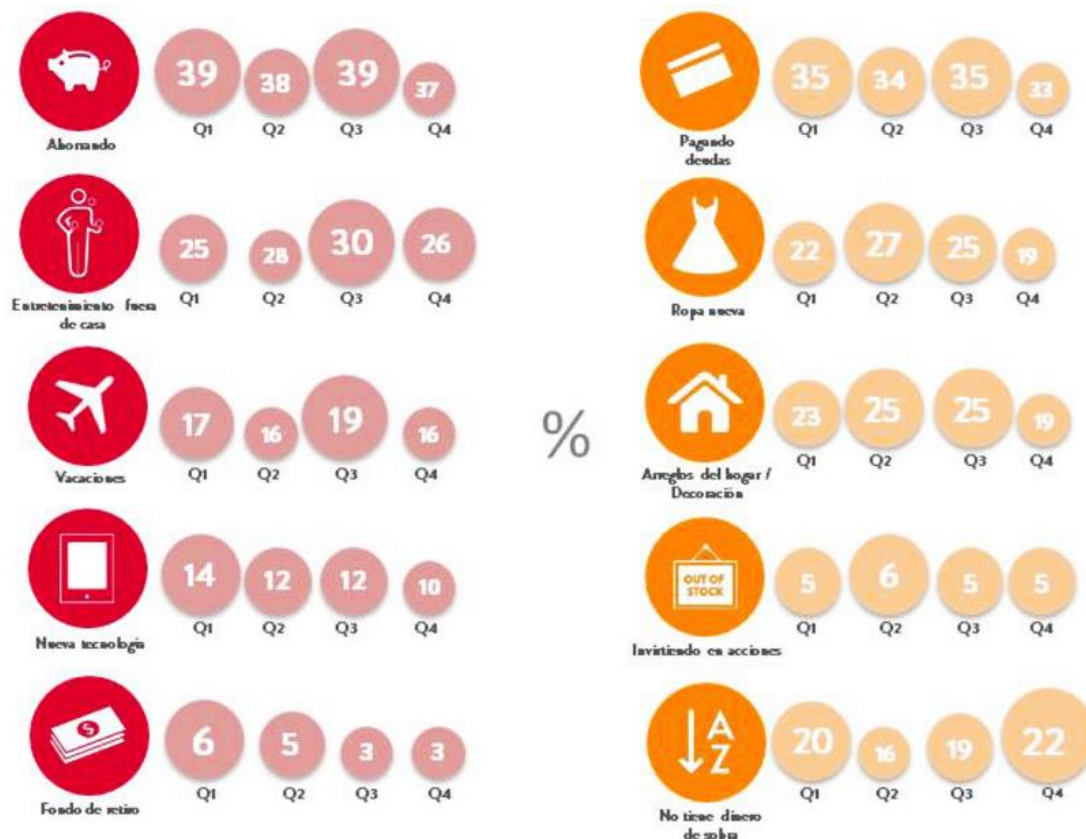 39 38 39 37
Q1 Q2 Q3 Q4
Ahorrando
25 28 30 26
Q1 Q2 Q3 Q4
Entretenimiento fuera
de casa
17 16 19 16
Q1 Q2 Q3 Q4
Vacaciones
14 12 12 10
Q1 Q2 Q3 Q4
Nueva tecnología
$
6 5 3 3
Q1 Q2 Q3 Q4
Fondo de retiro
%
35 34 35 33
Q1 Q2 Q3 Q4
Pagando
deudas
22 27 25 19
Q1 Q2 Q3 Q4
Ropa nueva
23 25 25 19
Q1 Q2 Q3 Q4
Arreglos del hogar /
Decoración
OUT OF
STOCK
5 6 5 5
Q1 Q2 Q3 Q4
Invirtiendo en acciones
A
Z
20 16 19 22
Q1 Q2 Q3 Q4
No tiene dinero
de sobra